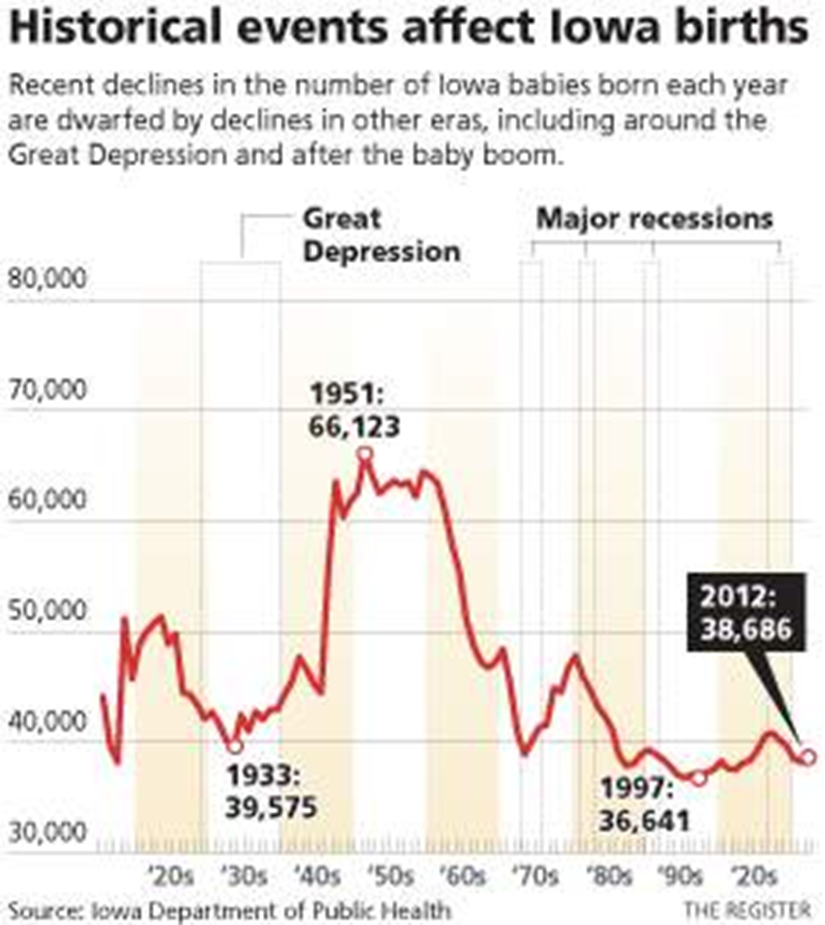 Historical events affect Iowa births
Recent declines in the number of Iowa babies born each year
are dwarfed by declines in other eras, including around the
Great Depression and after the baby boom.
Great
Depression
Major recessions
80,000
70,000
1951:
66,123
60,000
50,000
2012:
38,686
40,000
1933:
39,575
1997:
36,641
30,000
'20s '30s '40s '50s '60s '70s '80s '90s '20s
Source: Iowa Department of Public Health
THE REGISTER